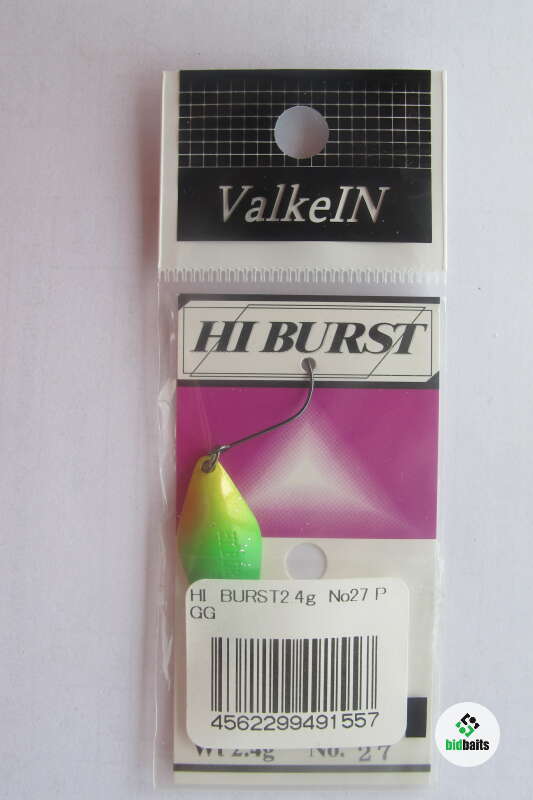 ValkeIN
HI BURST
HI BURST2.4g No27 P
GG
4562299491557
Wt 2.4g No. 27
bidbaits